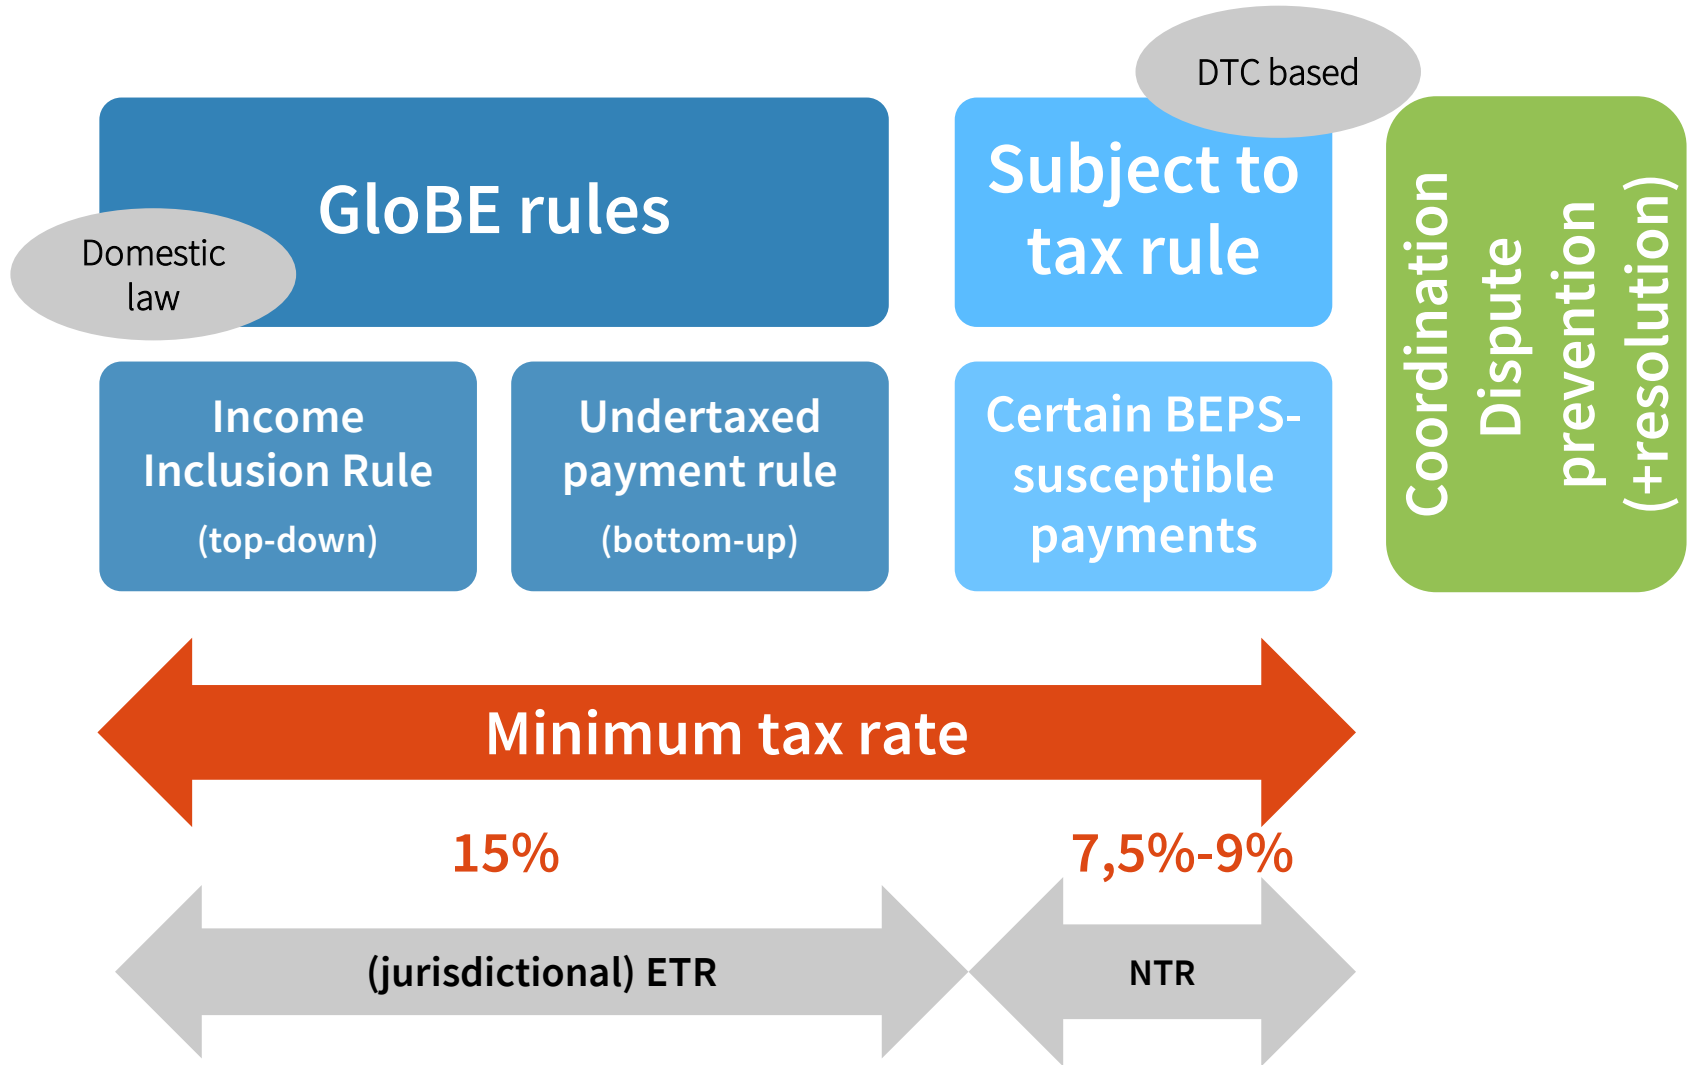 DTC based
GloBE rules
Domestic
law
Subject to
tax rule
Income
Inclusion Rule
(top-down)
Undertaxed
payment rule
(bottom-up)
Certain BEPS-
susceptible
payments
Coordination
Dispute
prevention
(+resolution)
Minimum tax rate
15%
7,5%-9%
(jurisdictional) ETR
NTR